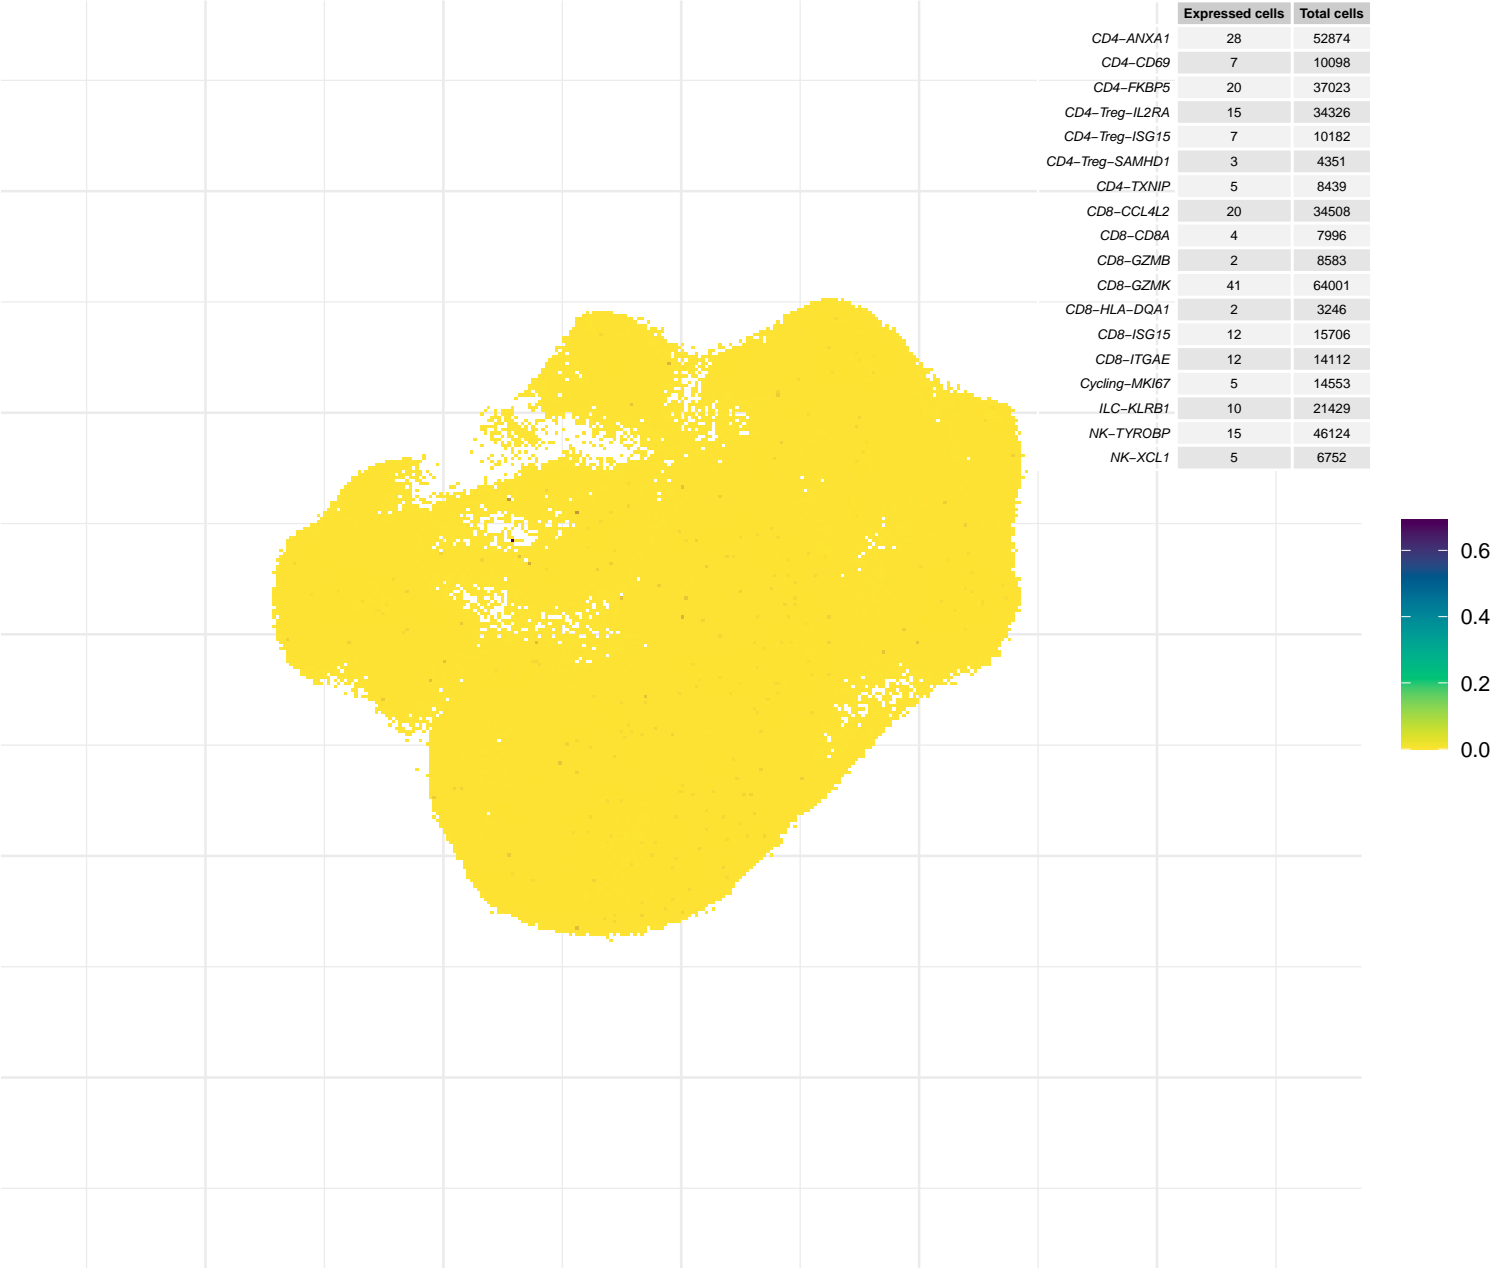 Expressed cells Total cells
CD4−ANXA1 28 52874
CD4−CD69 7 10098
CD4−FKBP5 20 37023
CD4−Treg−IL2RA 15 34326
CD4−Treg−ISG15 7 10182
CD4−Treg−SAMHD1 3 4351
CD4−TXNIP 5 8439
CD8−CCL4L2 20 34508
CD8−CD8A 4 7996
CD8−GZMB 2 8583
CD8−GZMK 41 64001
CD8−HLA−DQA1 2 3246
CD8−ISG15 12 15706
CD8−ITGAE 12 14112
Cycling−MKI67 5 14553
ILC−KLRB1 10 21429
NK−TYROBP 15 46124
NK−XCL1 5 6752
0.6
0.4
0.2
0.0